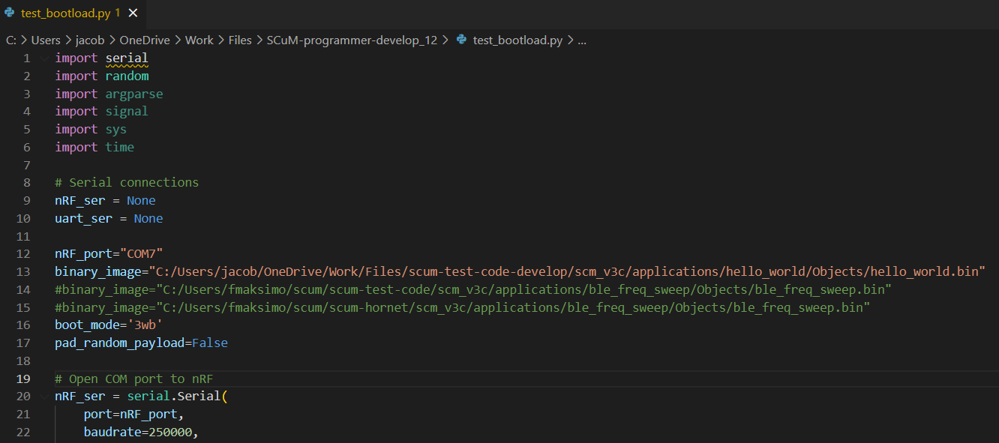 test_bootload.py 1 ×
C: > Users > jacob > OneDrive > Work > Files > SCuM-programmer-develop_12 > test_bootload.py > ...
1 import serial
2 import random
3 import argparse
4 import signal
5 import sys
6 import time
7
8 # Serial connections
9 nRF_ser = None
10 uart_ser = None
11
12 nRF_port="COM7"
13 binary_image="C:/Users/jacob/OneDrive/Work/Files/scum-test-code-develop/scm_v3c/applications/hello_world/Objects/hello_world.bin"
14 #binary_image="C:/Users/fmaksimo/scum/scum-test-code/scm_v3c/applications/ble_freq_sweep/Objects/ble_freq_sweep.bin"
15 #binary_image="C:/Users/fmaksimo/scum/scum-hornet/scm_v3c/applications/ble_freq_sweep/Objects/ble_freq_sweep.bin"
16 boot_mode='3wb'
17 pad_random_payload=False
18
19 # Open COM port to nRF
20 nRF_ser = serial.Serial(
21     port=nRF_port,
22     baudrate=250000,